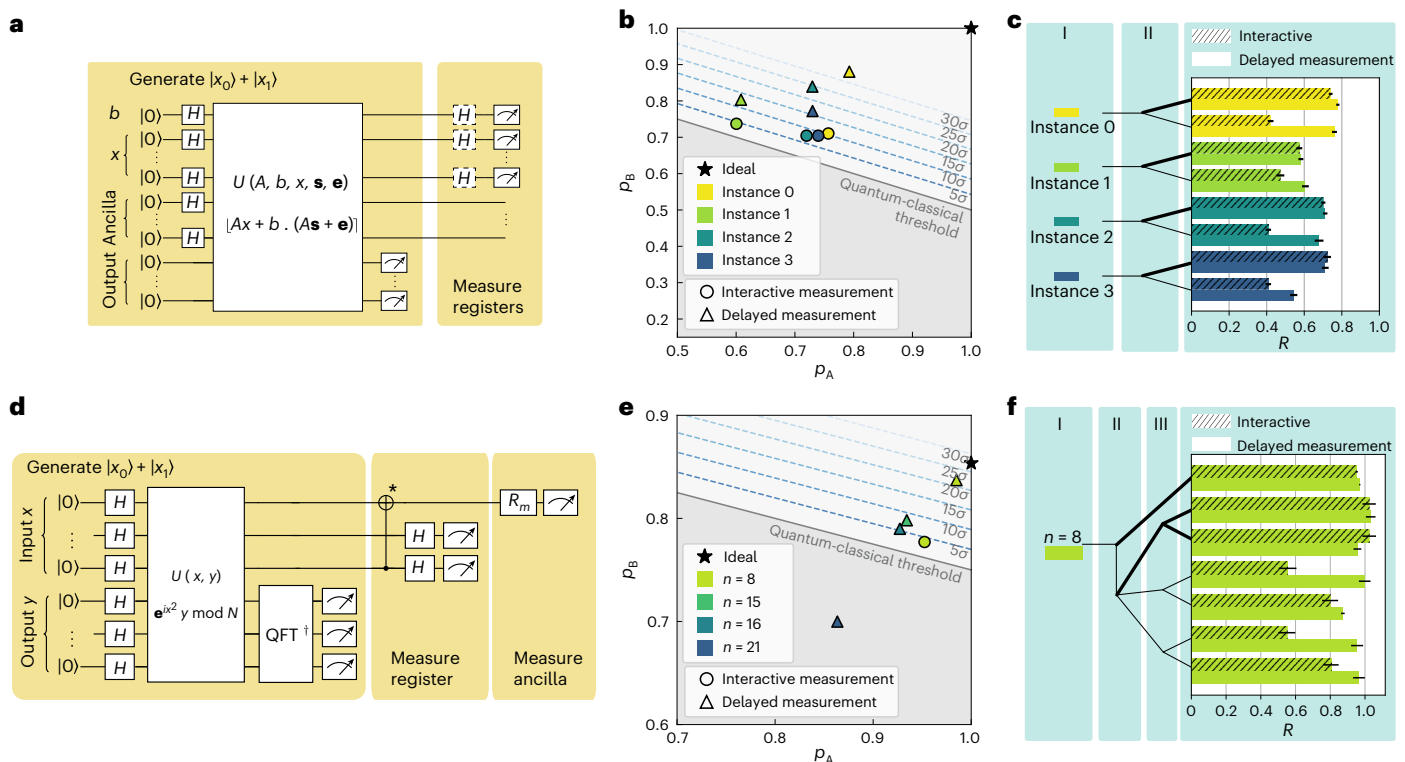 a
Generate |x₀⟩ + |x₁⟩
b
|0⟩ H
H
x
|0⟩ H
H
⋮
|0⟩ H
H
Ancilla
|0⟩ H
⋮
|0⟩ H
Output
|0⟩
⋮
|0⟩
U (A, b, x, s, e)
⌊Ax + b . (As + e)⌉
Measure
registers
b
p_B
1.0
0.9
0.8
0.7
0.6
0.5
0.4
0.3
0.2
0.5 0.6 0.7 0.8 0.9 1.0
p_A
30σ
25σ
20σ
15σ
10σ
5σ
Quantum-classical
threshold
Ideal
Instance 0
Instance 1
Instance 2
Instance 3
Interactive measurement
Delayed measurement
c
I II
Interactive
Delayed measurement
Instance 0
Instance 1
Instance 2
Instance 3
0 0.2 0.4 0.6 0.8 1.0
R
d
Generate |x₀⟩ + |x₁⟩
Input x
|0⟩ H
⋮ H
|0⟩ H
Output y
|0⟩ H
⋮ H
|0⟩ H
U (x, y)
e^{ix²} y mod N
QFT †
*
H
H
R_m
Measure
register
Measure
ancilla
e
p_B
0.9
0.8
0.7
0.6
0.7 0.8 0.9 1.0
p_A
30σ
25σ
20σ
15σ
10σ
5σ
Quantum-classical threshold
Ideal
n = 8
n = 15
n = 16
n = 21
Interactive measurement
Delayed measurement
f
I II III
Interactive
Delayed measurement
n = 8
0 0.2 0.4 0.6 0.8 1.0
R